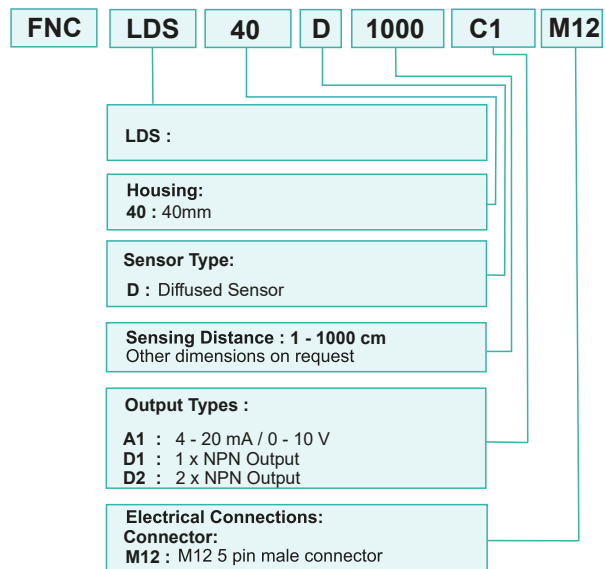 FNC LDS 40 D 1000 C1 M12
LDS :
Housing:
40 : 40mm
Sensor Type:
D : Diffused Sensor
Sensing Distance : 1 - 1000 cm
Other dimensions on request
Output Types :
A1 : 4 - 20 mA / 0 - 10 V
D1 : 1 x NPN Output
D2 : 2 x NPN Output
Electrical Connections:
Connector:
M12 : M12 5 pin male connector